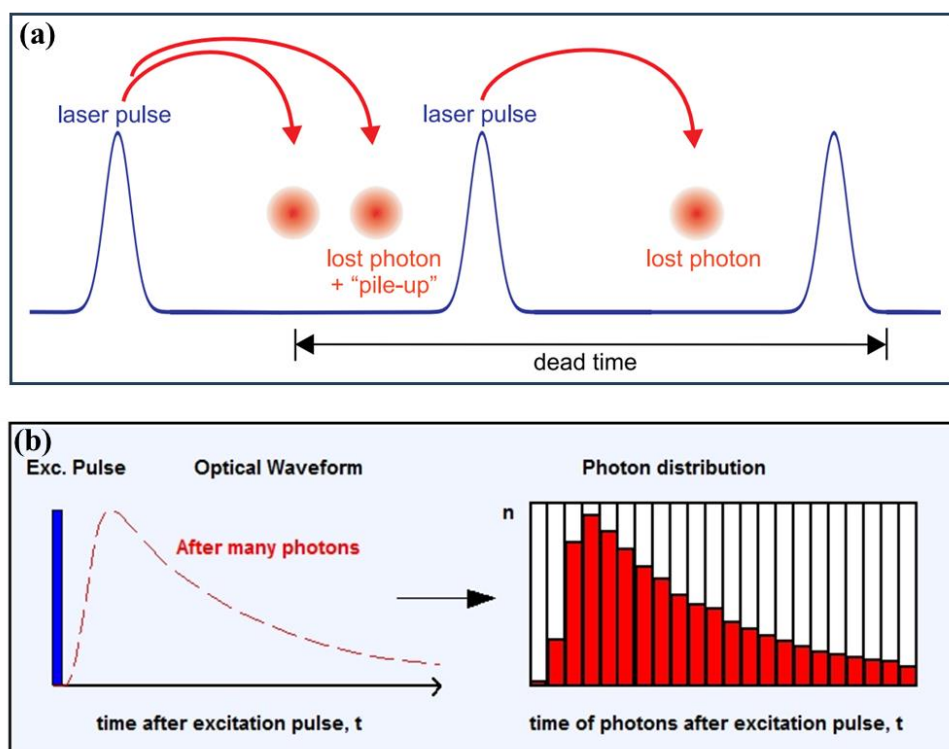 (a)
laser pulse
laser pulse
lost photon
+ “pile-up”
lost photon
dead time
(b)
Exc. Pulse
Optical Waveform
Photon distribution
n
After many photons
time after excitation pulse, t
time of photons after excitation pulse, t